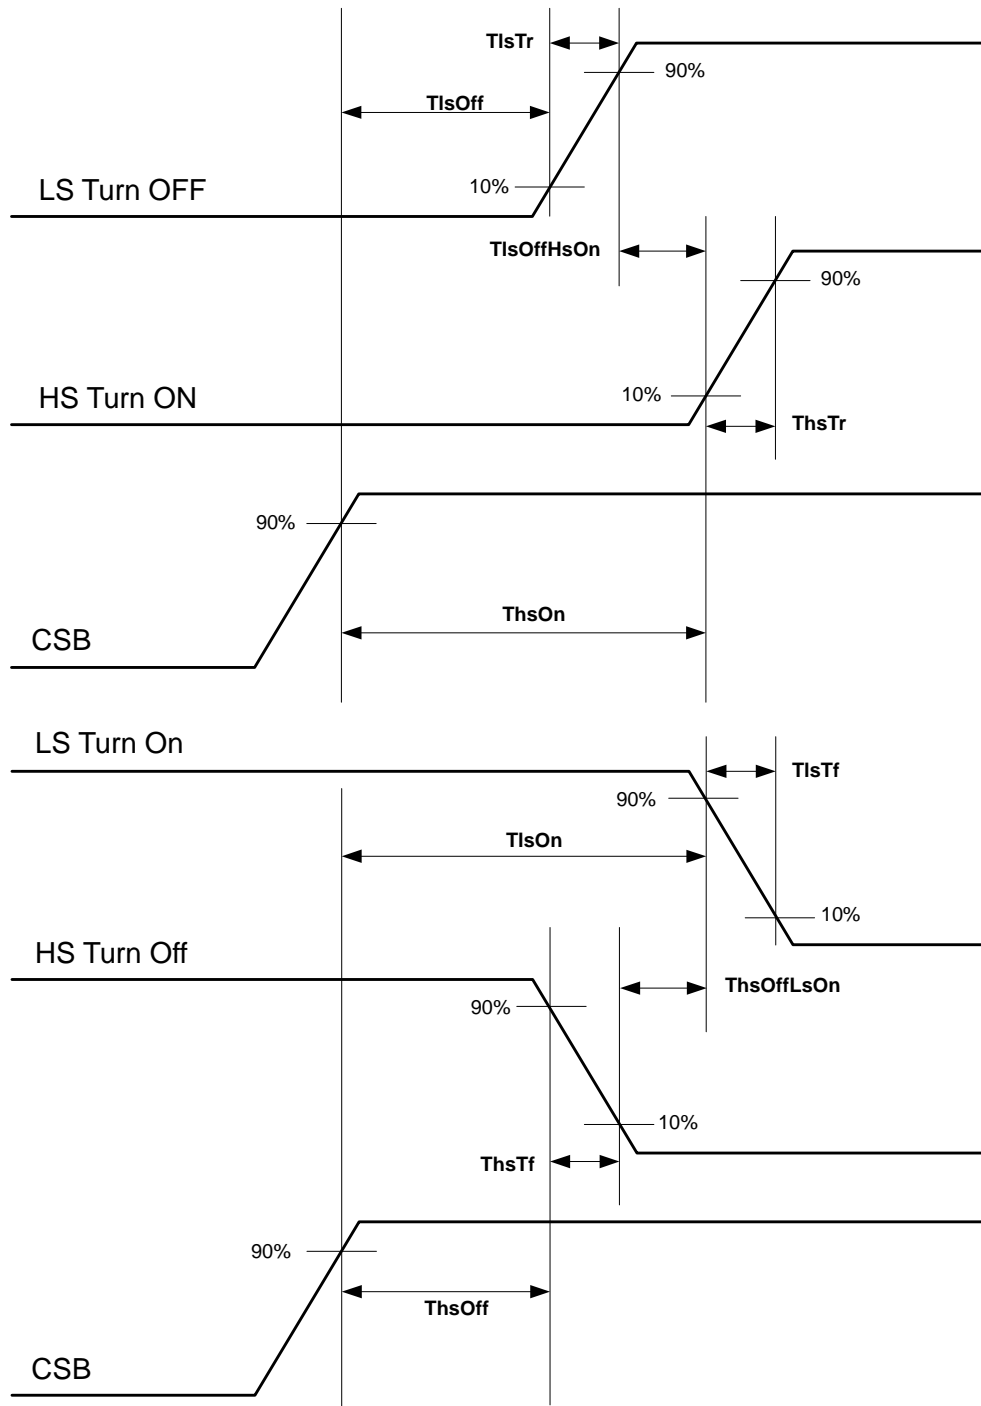 TlsTr
90%
TlsOff
10%
LS Turn OFF
TlsOffHsOn
90%
10%
HS Turn ON
ThsTr
90%
ThsOn
CSB
LS Turn On
TlsTf
90%
TlsOn
10%
HS Turn Off
ThsOffLsOn
90%
10%
ThsTf
90%
ThsOff
CSB